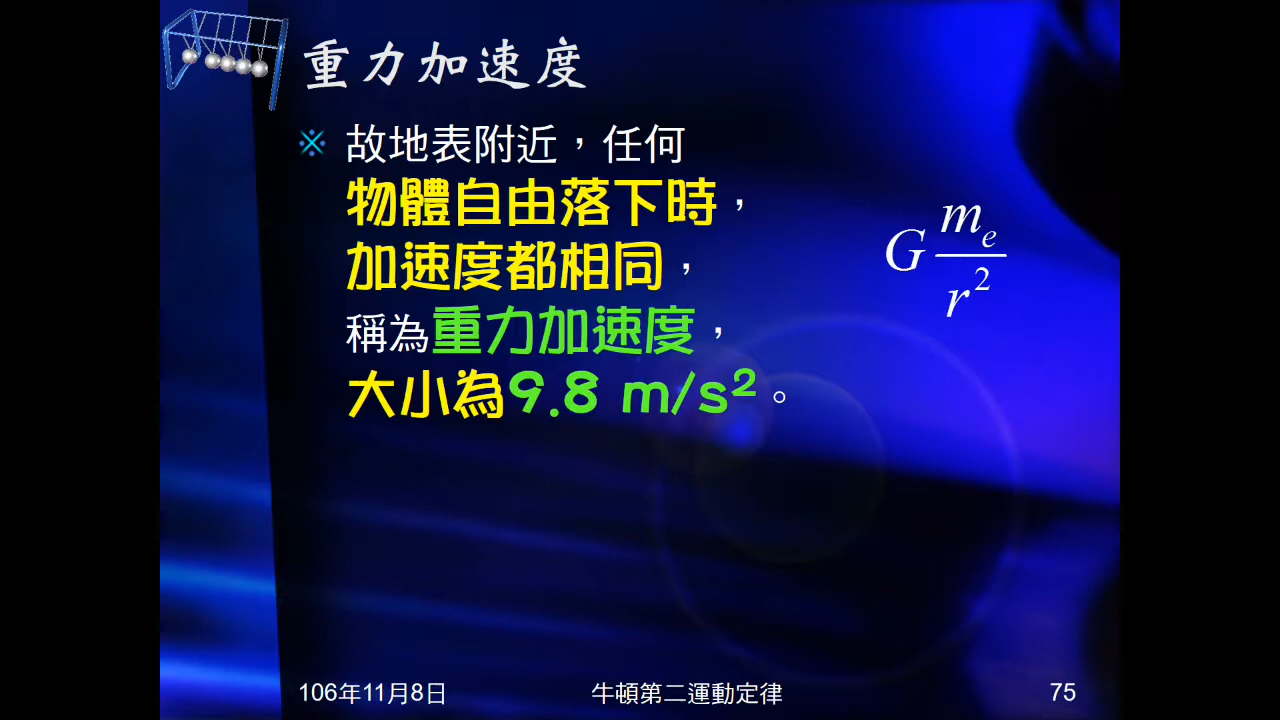 重力加速度
※ 故地表附近，任何
物體自由落下時，
加速度都相同，
稱為重力加速度，
大小為9.8 m/s²。
G mₑ / r²
106年11月8日
牛頓第二運動定律
75